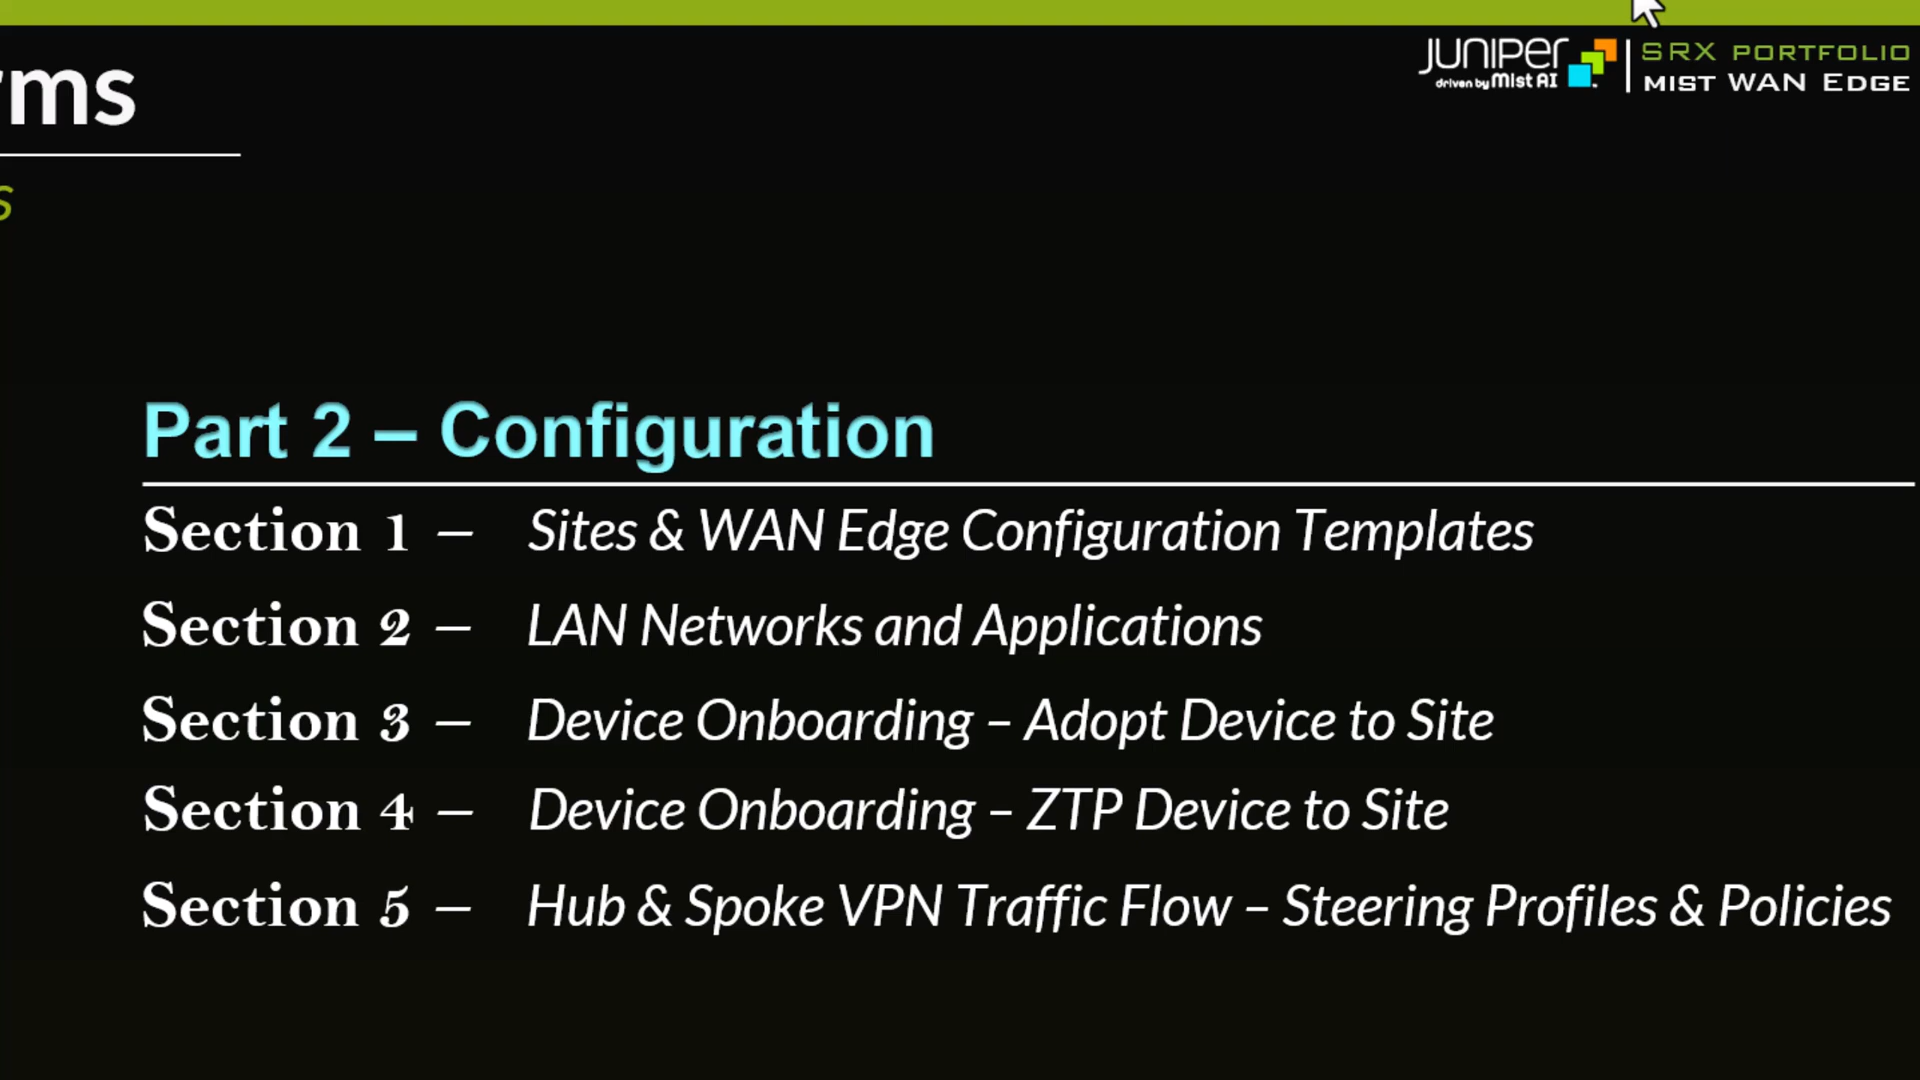 rms
s
JUNIPER
driven by Mist AI
SRX PORTFOLIO
MIST WAN EDGE
Part 2 – Configuration
Section 1 – Sites & WAN Edge Configuration Templates
Section 2 – LAN Networks and Applications
Section 3 – Device Onboarding – Adopt Device to Site
Section 4 – Device Onboarding – ZTP Device to Site
Section 5 – Hub & Spoke VPN Traffic Flow – Steering Profiles & Policies